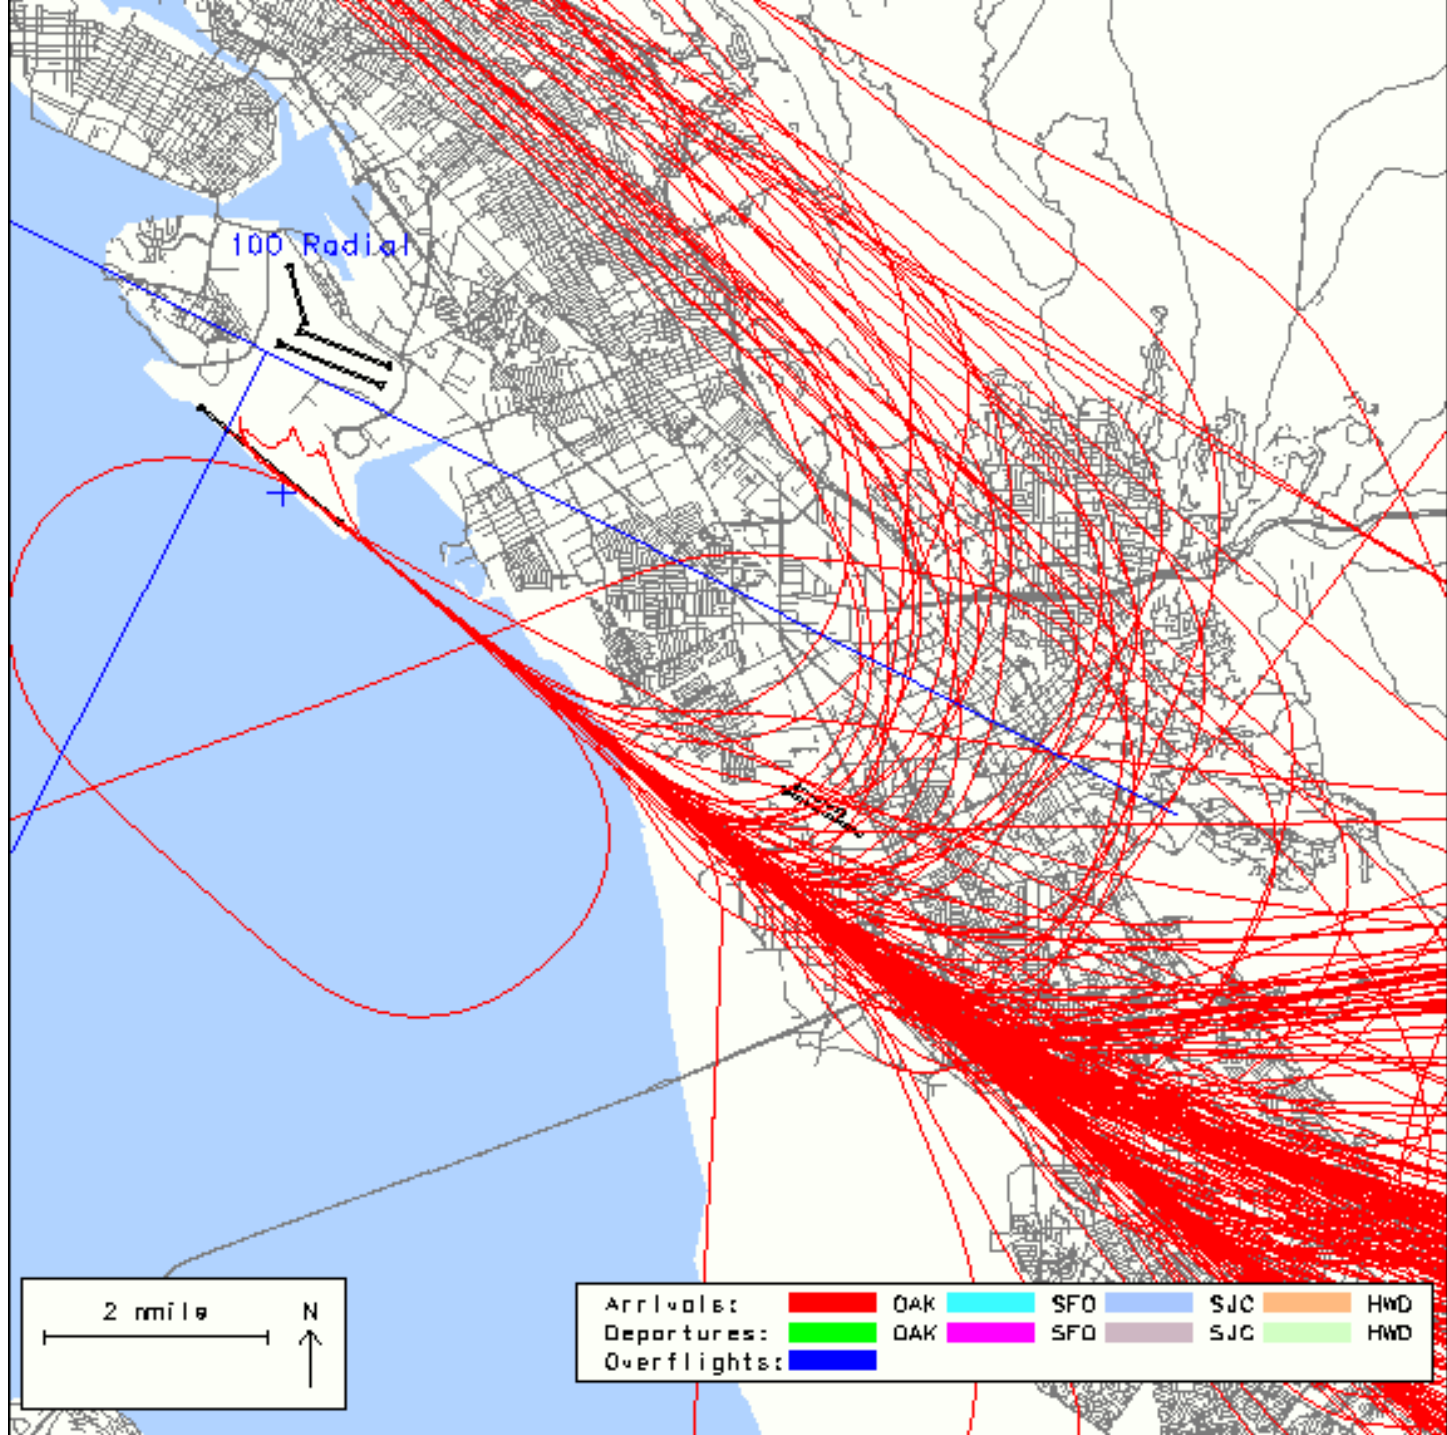 100 Radial
2 nmile
N
Arrivals: OAK SFO SJC HWD
Departures: OAK SFO SJC HWD
Overflights: